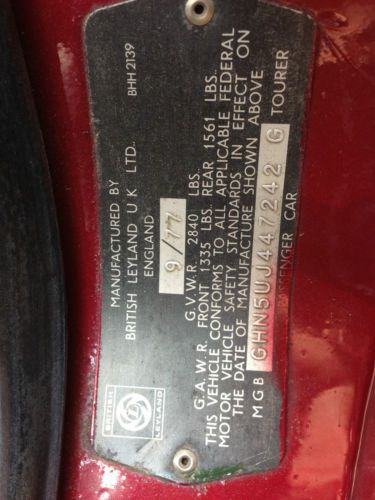 MANUFACTURED BY
BRITISH LEYLAND U K LTD. BHH 2139
ENGLAND
9/77
G.V.W.R. 2840 LBS.
G.A.W.R. FRONT 1335 LBS. REAR 1561 LBS.
THIS VEHICLE CONFORMS TO ALL APPLICABLE FEDERAL
MOTOR VEHICLE SAFETY STANDARDS IN EFFECT ON
THE DATE OF MANUFACTURE SHOWN ABOVE
GHN5UJ447242 G
MGB PASSENGER CAR TOURER
BRITISH
LEYLAND